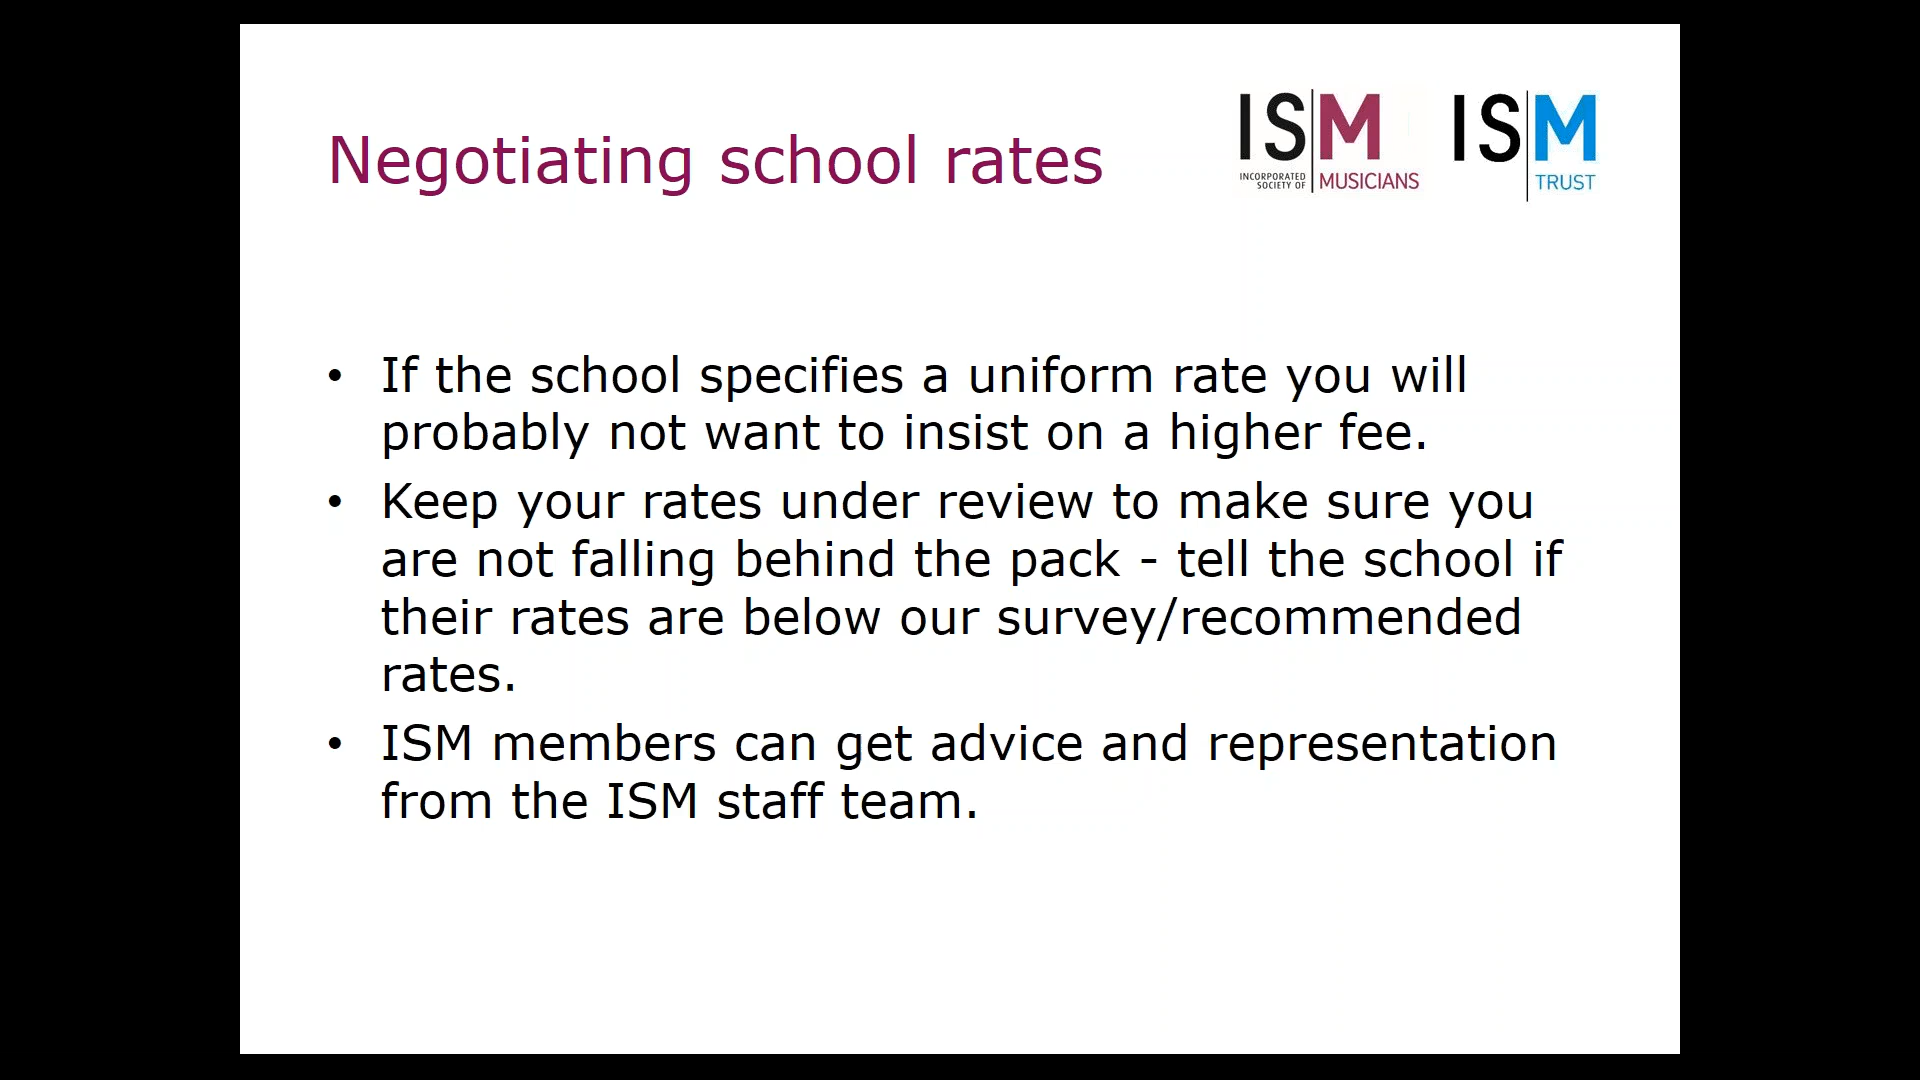 Negotiating school rates
ISM
INCORPORATED
SOCIETY OF
MUSICIANS
ISM
TRUST
• If the school specifies a uniform rate you will
probably not want to insist on a higher fee.
• Keep your rates under review to make sure you
are not falling behind the pack - tell the school if
their rates are below our survey/recommended
rates.
• ISM members can get advice and representation
from the ISM staff team.